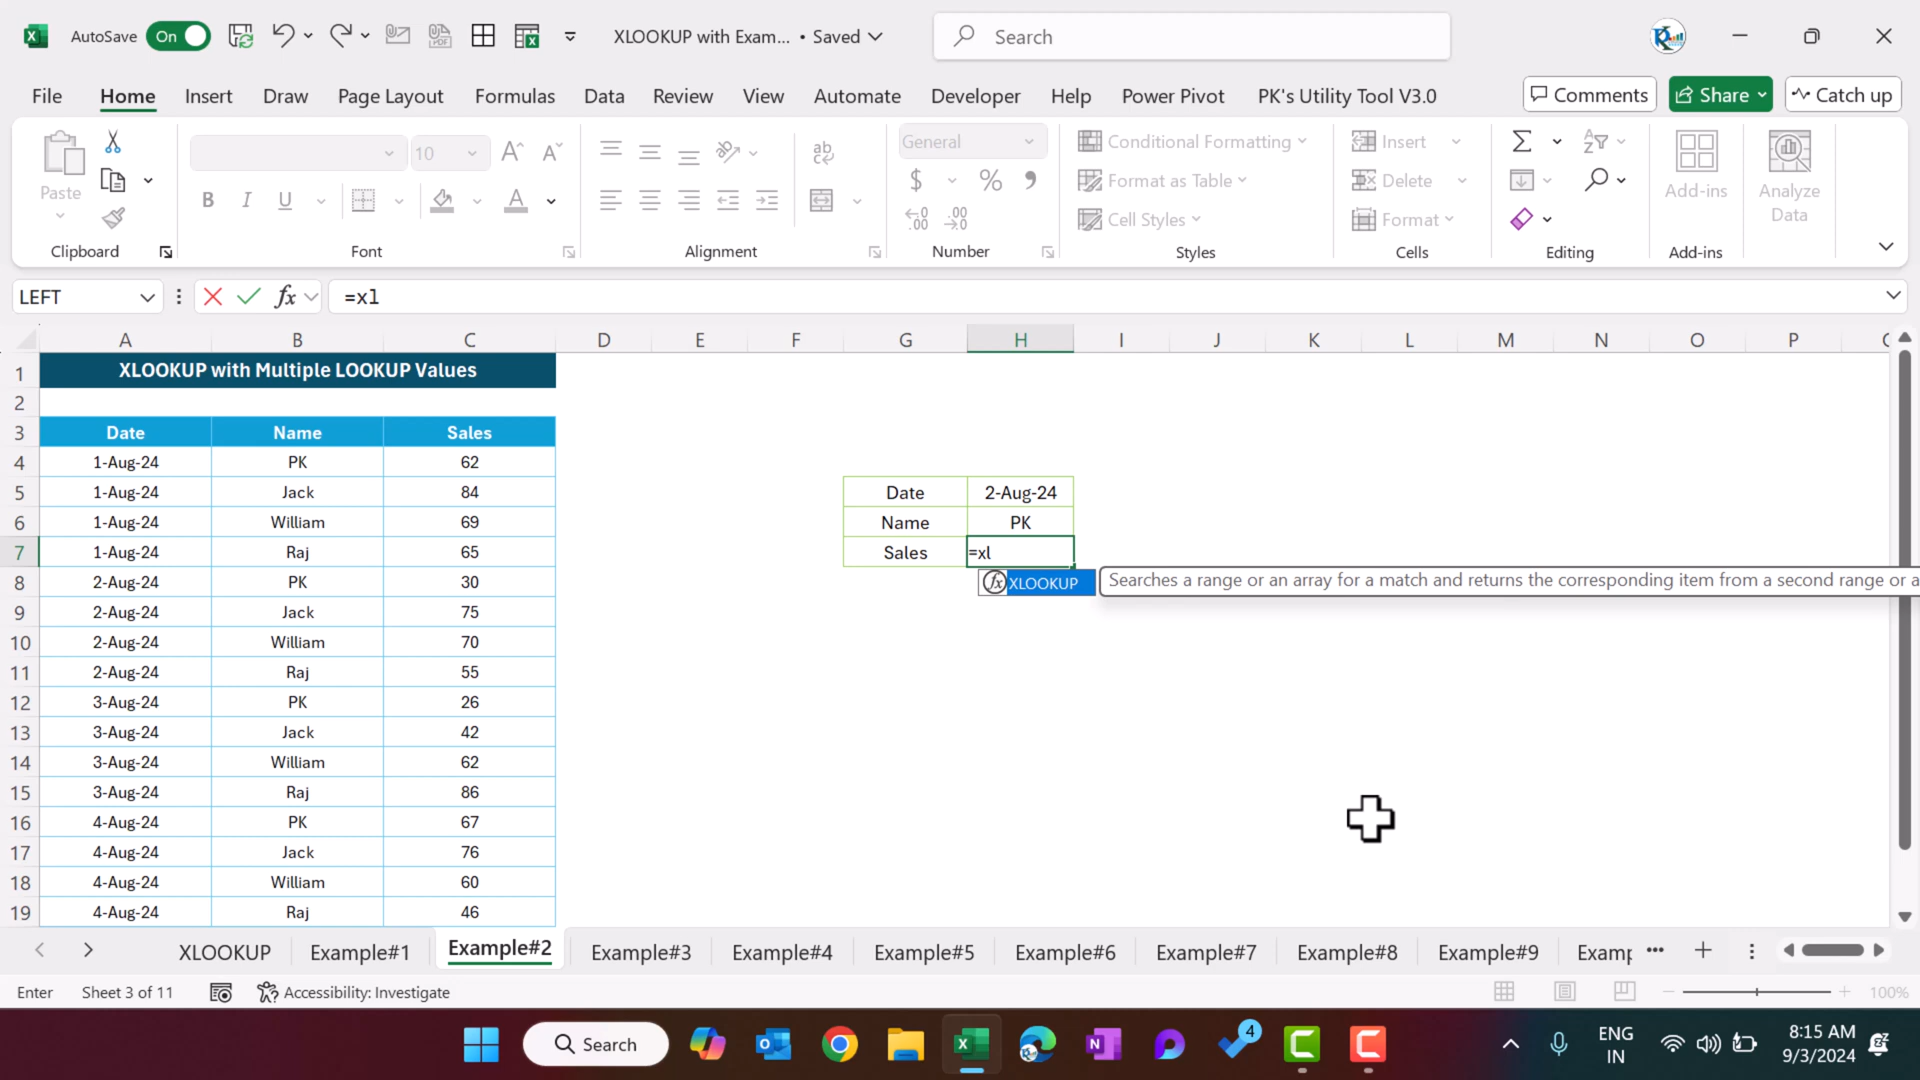 AutoSave On XLOOKUP with Exam... • Saved Search
File Home Insert Draw Page Layout Formulas Data Review View Automate Developer Help Power Pivot PK's Utility Tool V3.0 Comments Share Catch up
Paste
Clipboard
10
B I U
Font
ab
Alignment
General
$ %
Number
Conditional Formatting
Format as Table
Cell Styles
Styles
Insert
Delete
Format
Cells
Editing
Add-ins
Add-ins
Analyze
Data
LEFT fx =xl
A B C D E F G H I J K L M N O P
1 XLOOKUP with Multiple LOOKUP Values
2
3 Date Name Sales
4 1-Aug-24 PK 62
5 1-Aug-24 Jack 84 Date 2-Aug-24
6 1-Aug-24 William 69 Name PK
7 1-Aug-24 Raj 65 Sales =xl
8 2-Aug-24 PK 30 XLOOKUP Searches a range or an array for a match and returns the corresponding item from a second range or a
9 2-Aug-24 Jack 75
10 2-Aug-24 William 70
11 2-Aug-24 Raj 55
12 3-Aug-24 PK 26
13 3-Aug-24 Jack 42
14 3-Aug-24 William 62
15 3-Aug-24 Raj 86
16 4-Aug-24 PK 67
17 4-Aug-24 Jack 76
18 4-Aug-24 William 60
19 4-Aug-24 Raj 46
XLOOKUP Example#1 Example#2 Example#3 Example#4 Example#5 Example#6 Example#7 Example#8 Example#9 Examp ...
Enter Sheet 3 of 11 Accessibility: Investigate 100%
Search 4 ENG
IN
8:15 AM
9/3/2024